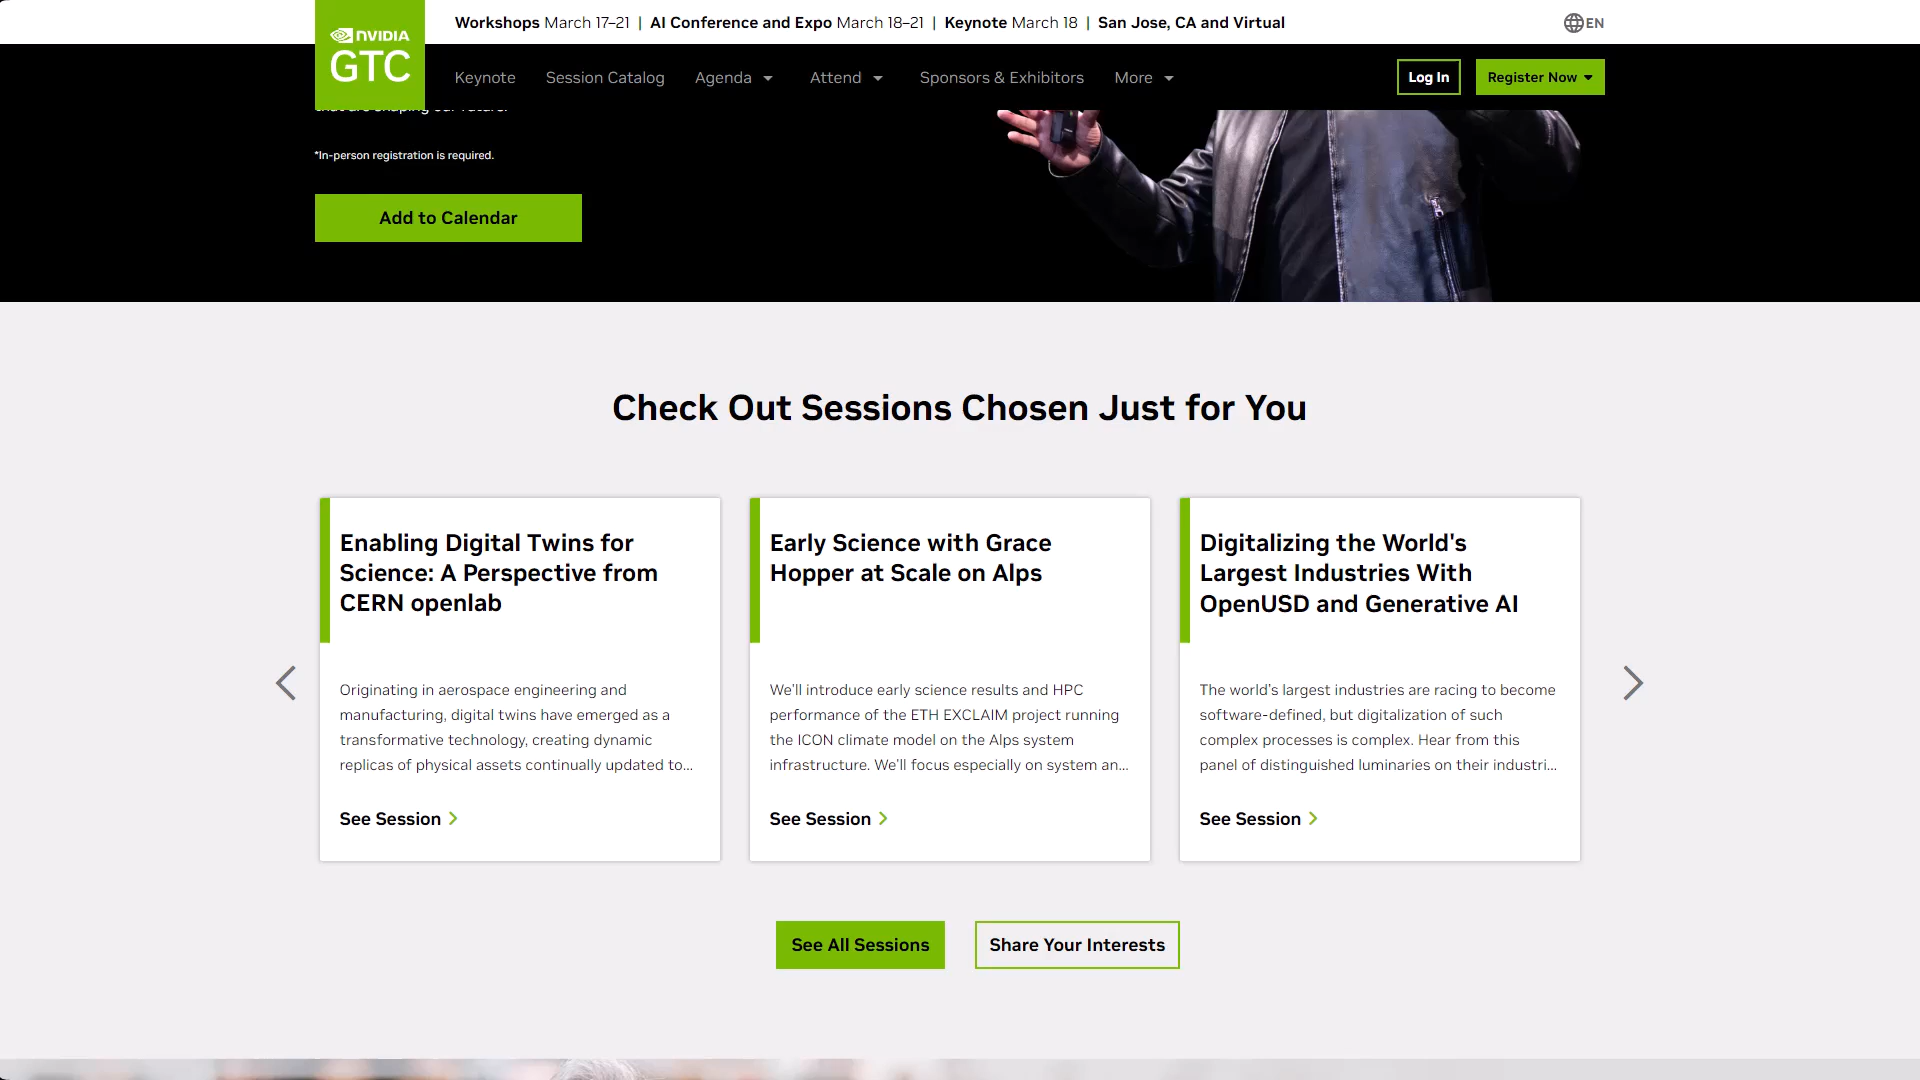 Workshops March 17–21 | AI Conference and Expo March 18–21 | Keynote March 18 | San Jose, CA and Virtual
EN
NVIDIA
GTC
Keynote
Session Catalog
Agenda
Attend
Sponsors & Exhibitors
More
Log In
Register Now
that are shaping our future.
*In-person registration is required.
Add to Calendar
Check Out Sessions Chosen Just for You
Enabling Digital Twins for
Science: A Perspective from
CERN openlab
Originating in aerospace engineering and
manufacturing, digital twins have emerged as a
transformative technology, creating dynamic
replicas of physical assets continually updated to...
See Session
Early Science with Grace
Hopper at Scale on Alps
We'll introduce early science results and HPC
performance of the ETH EXCLAIM project running
the ICON climate model on the Alps system
infrastructure. We'll focus especially on system an...
See Session
Digitalizing the World's
Largest Industries With
OpenUSD and Generative AI
The world's largest industries are racing to become
software-defined, but digitalization of such
complex processes is complex. Hear from this
panel of distinguished luminaries on their industri...
See Session
See All Sessions
Share Your Interests